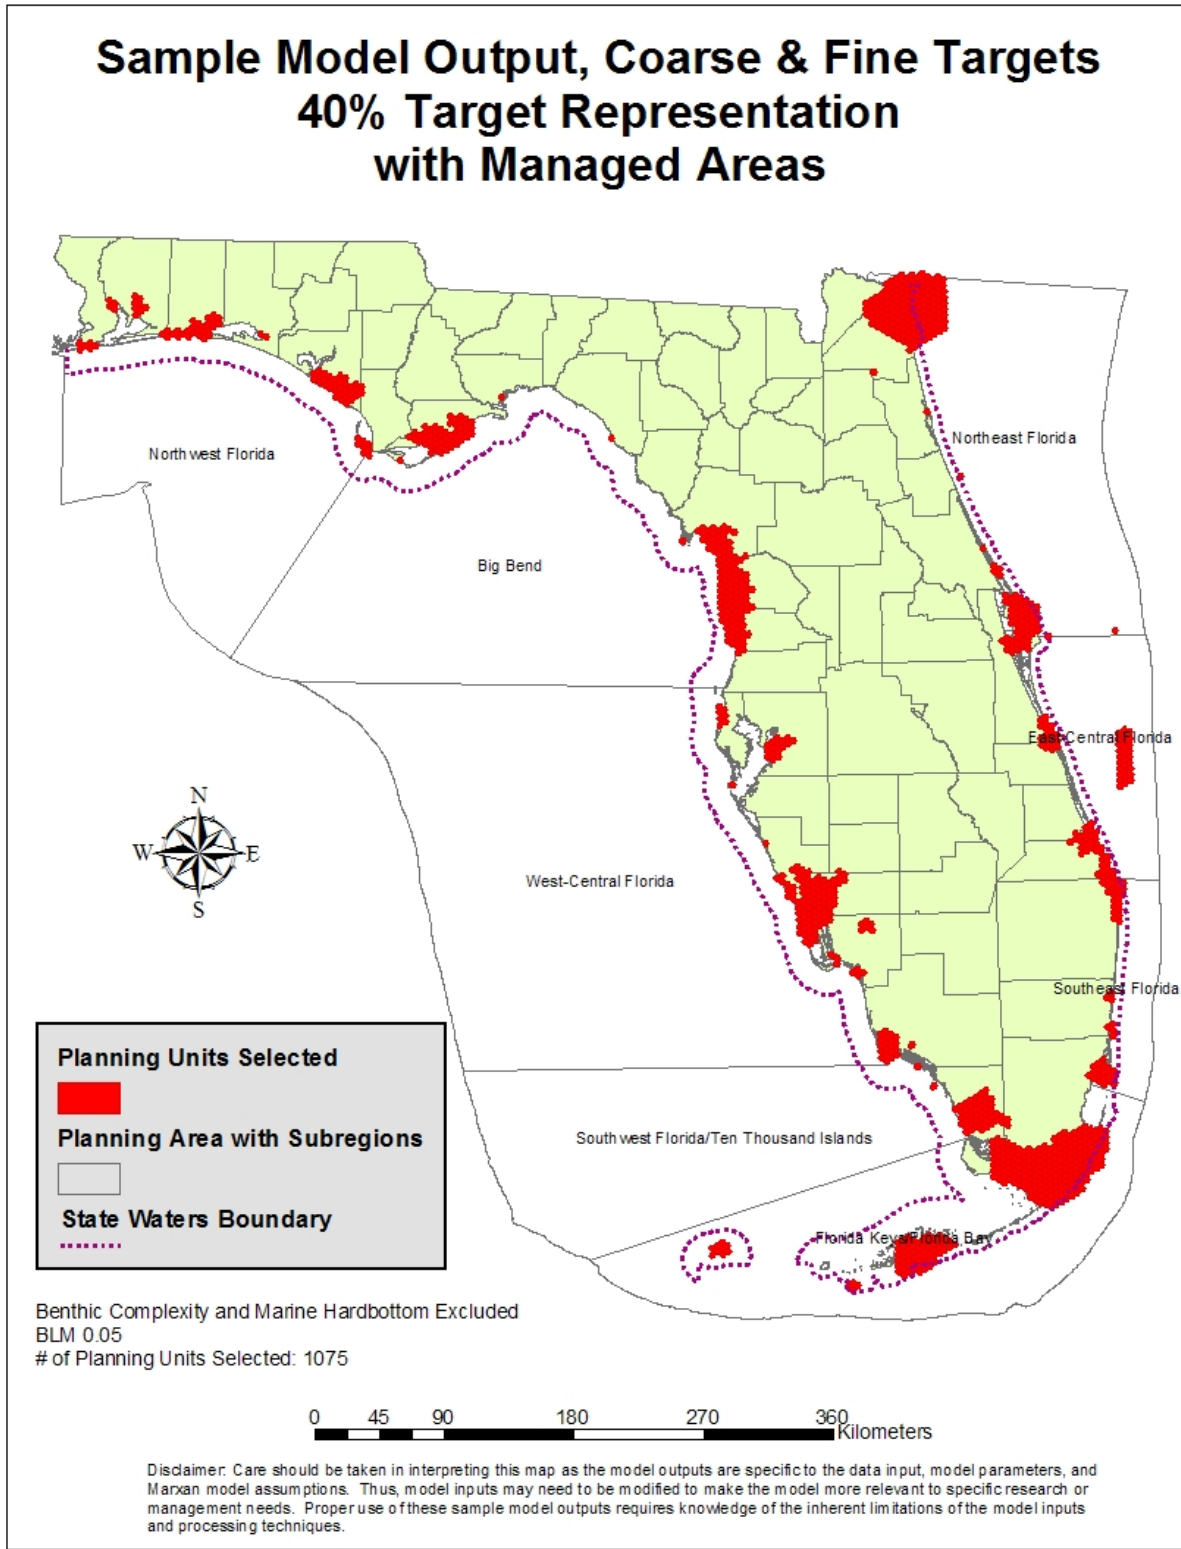 Sample Model Output, Coarse & Fine Targets
40% Target Representation
with Managed Areas
Northwest Florida
Northeast Florida
Big Bend
East-Central Florida
N
W E
S
West-Central Florida
Southeast Florida
Planning Units Selected
Planning Area with Subregions
State Waters Boundary
Southwest Florida/Ten Thousand Islands
Florida Keys/Florida Bay
Benthic Complexity and Marine Hardbottom Excluded
BLM 0.05
# of Planning Units Selected: 1075
0 45 90 180 270 360
Kilometers
Disclaimer: Care should be taken in interpreting this map as the model outputs are specific to the data input, model parameters, and
Marxan model assumptions. Thus, model inputs may need to be modified to make the model more relevant to specific research or
management needs. Proper use of these sample model outputs requires knowledge of the inherent limitations of the model inputs
and processing techniques.